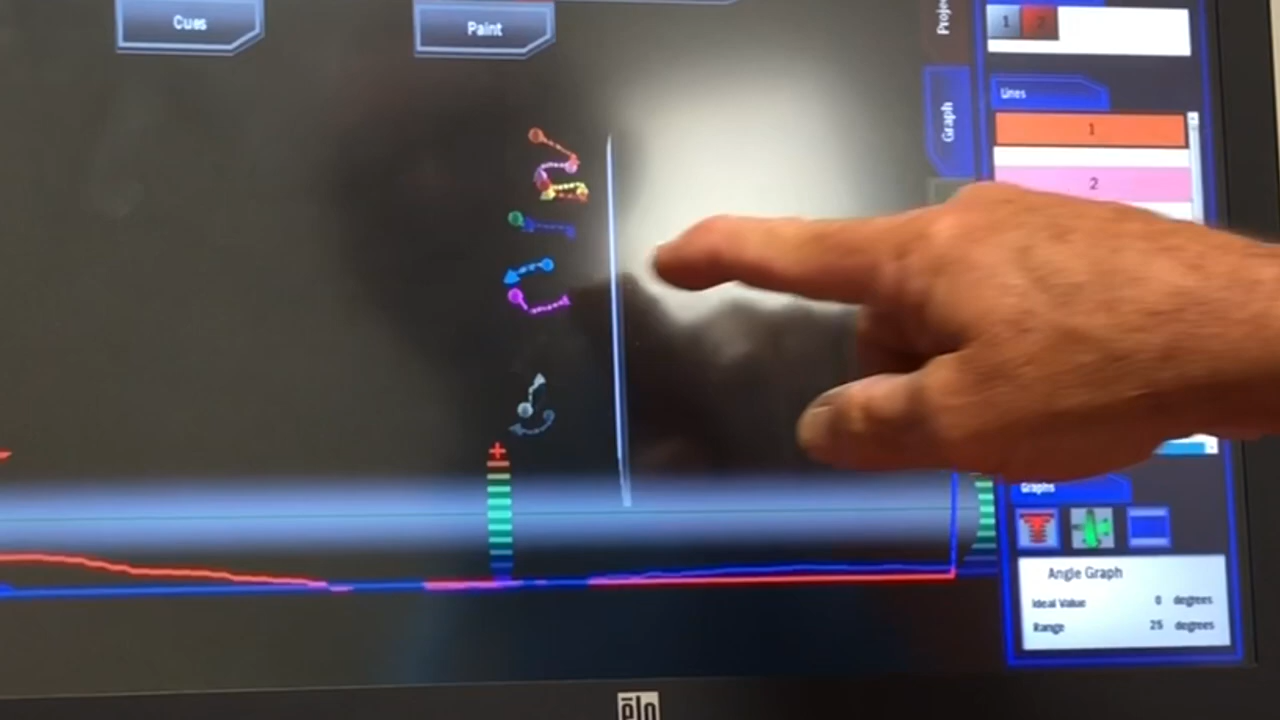 Cues
Paint
1 2
Lines
1
2
Graph
Graphs
Angle Graph
Ideal Value 0 degrees
Range 25 degrees
elo